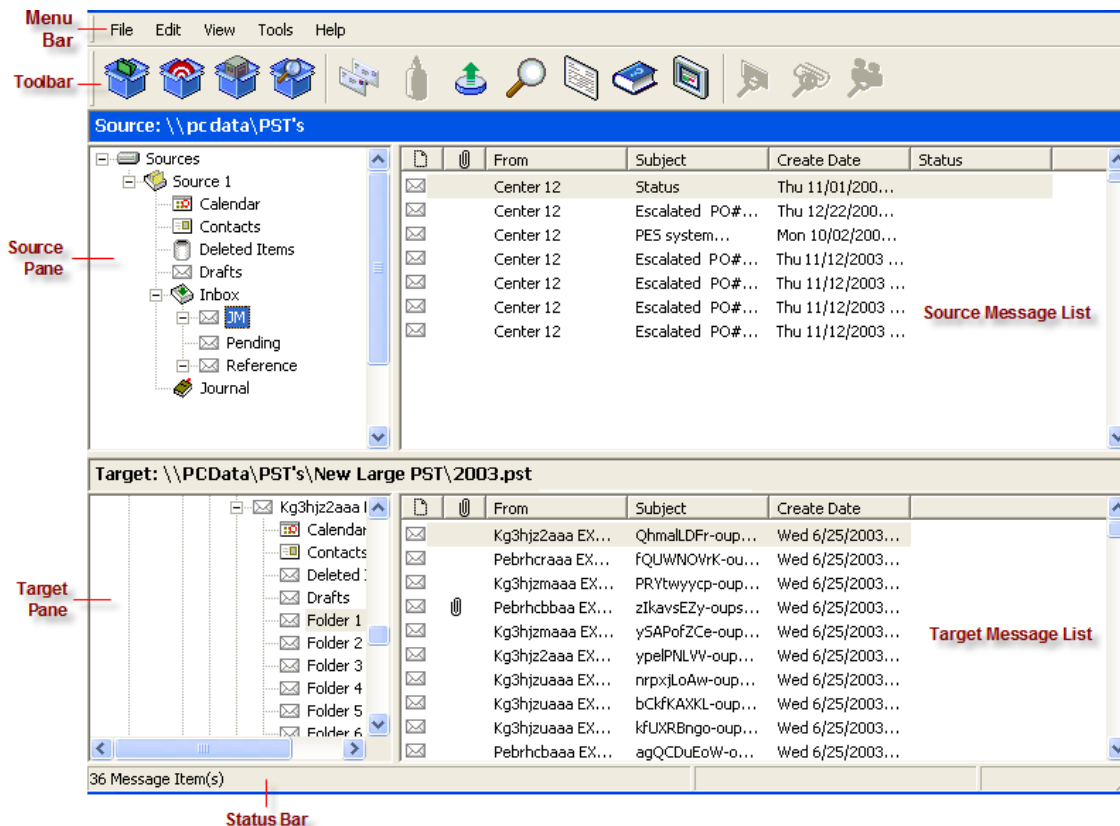 Menu Bar
File Edit View Tools Help
Toolbar
Source: \\pcdata\PST's
Source Pane
Sources
Source 1
Calendar
Contacts
Deleted Items
Drafts
Inbox
JM
Pending
Reference
Journal
From Subject Create Date Status
Center 12 Status Thu 11/01/200...
Center 12 Escalated PO#... Thu 12/22/200...
Center 12 PES system... Mon 10/02/200...
Center 12 Escalated PO#... Thu 11/12/2003 ...
Center 12 Escalated PO#... Thu 11/12/2003 ...
Center 12 Escalated PO#... Thu 11/12/2003 ...
Center 12 Escalated PO#... Thu 11/12/2003 ...
Source Message List
Target: \\PCData\PST's\New Large PST\2003.pst
Target Pane
Kg3hjz2aaa
Calendar
Contacts
Deleted
Drafts
Folder 1
Folder 2
Folder 3
Folder 4
Folder 5
Folder 6
From Subject Create Date
Kg3hjz2aaa EX... QhmalLDFr-oup... Wed 6/25/2003...
Pebrhcraaa EX... fQUWNOVrK-ou... Wed 6/25/2003...
Kg3hjzmaaa EX... PRYtwyycp-oup... Wed 6/25/2003...
Pebrhcbbaa EX... zIkavsEZy-oups... Wed 6/25/2003...
Kg3hjzmaaa EX... ySAPofZCe-oup... Wed 6/25/2003...
Kg3hjz2aaa EX... ypelPNLVV-oup... Wed 6/25/2003...
Kg3hjzuaaa EX... nrpxjLoAw-oup... Wed 6/25/2003...
Kg3hjzuaaa EX... bCkfKAXKL-oup... Wed 6/25/2003...
Kg3hjzuaaa EX... kfUXRBngo-oup... Wed 6/25/2003...
Pebrhcbaaa EX... agQCDuEoW-o... Wed 6/25/2003...
Target Message List
36 Message Item(s)
Status Bar